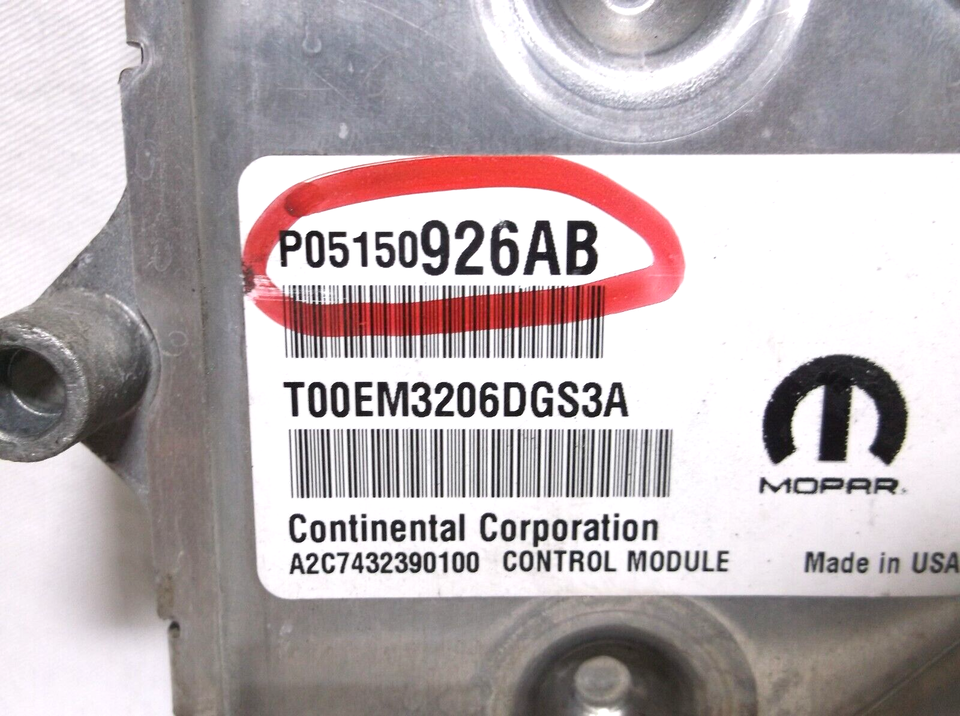 P05150926AB
T00EM3206DGS3A
MOPAR
Continental Corporation
A2C7432390100 CONTROL MODULE Made in USA